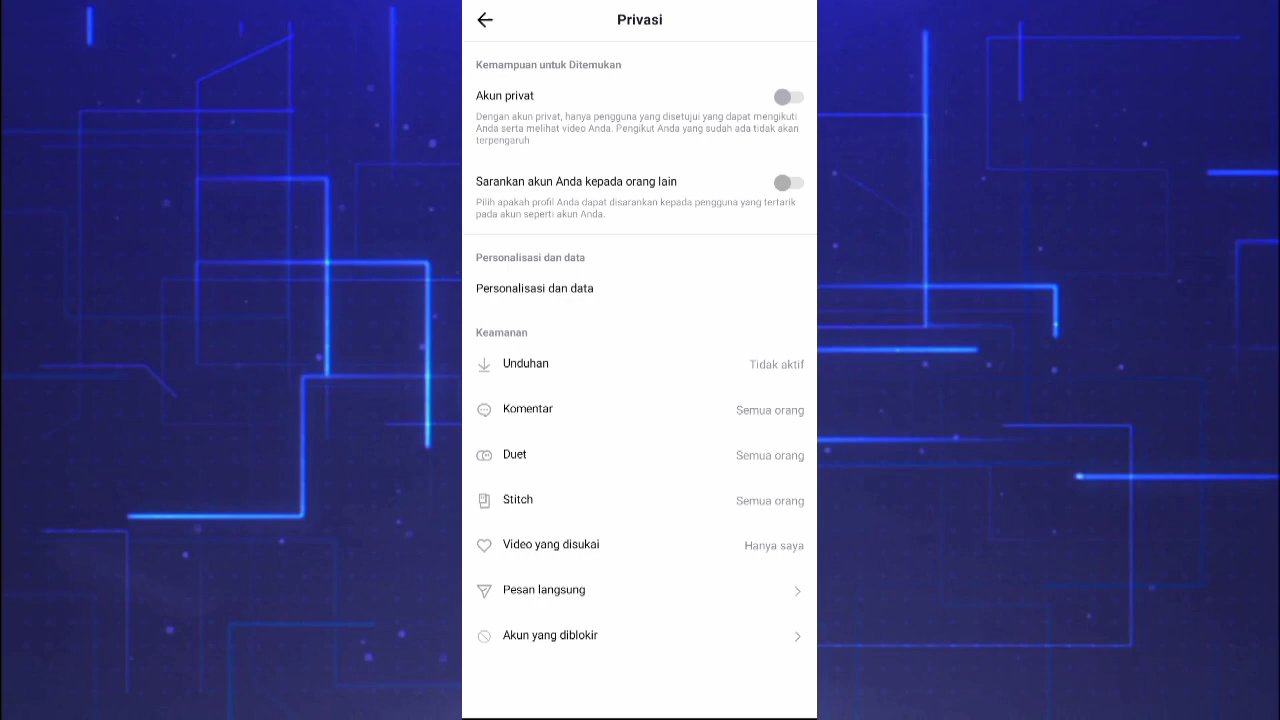 Privasi
Kemampuan untuk Ditemukan
Akun privat
Dengan akun privat, hanya pengguna yang disetujui yang dapat mengikuti
Anda serta melihat video Anda. Pengikut Anda yang sudah ada tidak akan
terpengaruh
Sarankan akun Anda kepada orang lain
Pilih apakah profil Anda dapat disarankan kepada pengguna yang tertarik
pada akun seperti akun Anda.
Personalisasi dan data
Personalisasi dan data
Keamanan
Unduhan Tidak aktif
Komentar Semua orang
Duet Semua orang
Stitch Semua orang
Video yang disukai Hanya saya
Pesan langsung
Akun yang diblokir